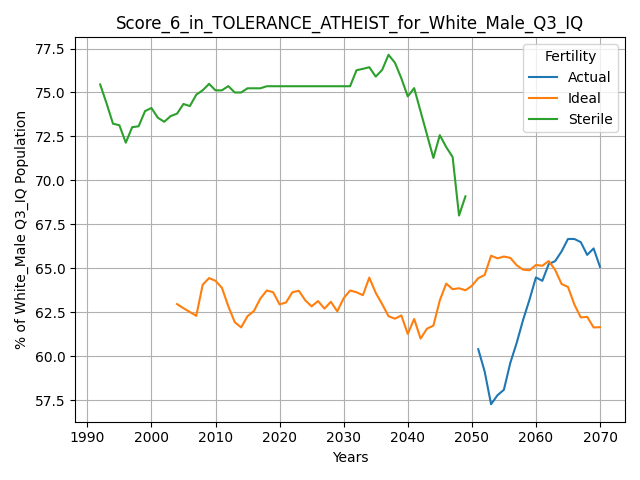 Score_6_in_TOLERANCE_ATHEIST_for_White_Male_Q3_IQ
Fertility
Actual
Ideal
Sterile
% of White_Male Q3_IQ Population
77.5
75.0
72.5
70.0
67.5
65.0
62.5
60.0
57.5
1990 2000 2010 2020 2030 2040 2050 2060 2070
Years